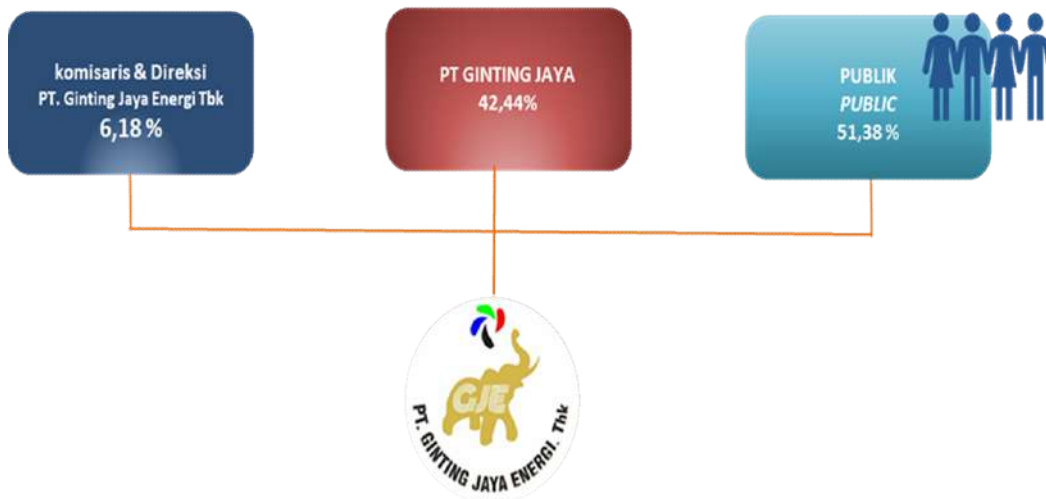 komisaris & Direksi
PT. Ginting Jaya Energi Tbk
6,18 %
PT GINTING JAYA
42,44%
PUBLIK
PUBLIC
51,38 %
GJE
PT. GINTING JAYA ENERGI. Tbk